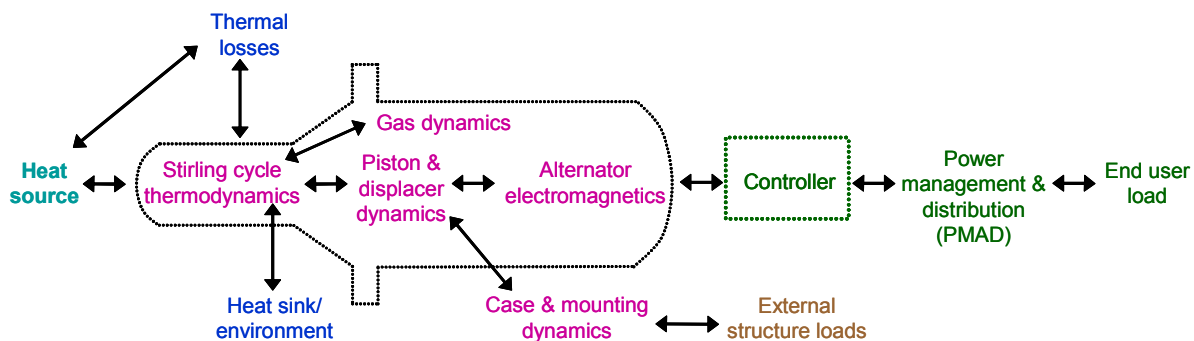 Thermal
losses
Gas dynamics
Heat
source
Stirling cycle
thermodynamics
Piston &
displacer
dynamics
Alternator
electromagnetics
Controller
Power
management &
distribution
(PMAD)
End user
load
Heat sink/
environment
Case & mounting
dynamics
External
structure loads